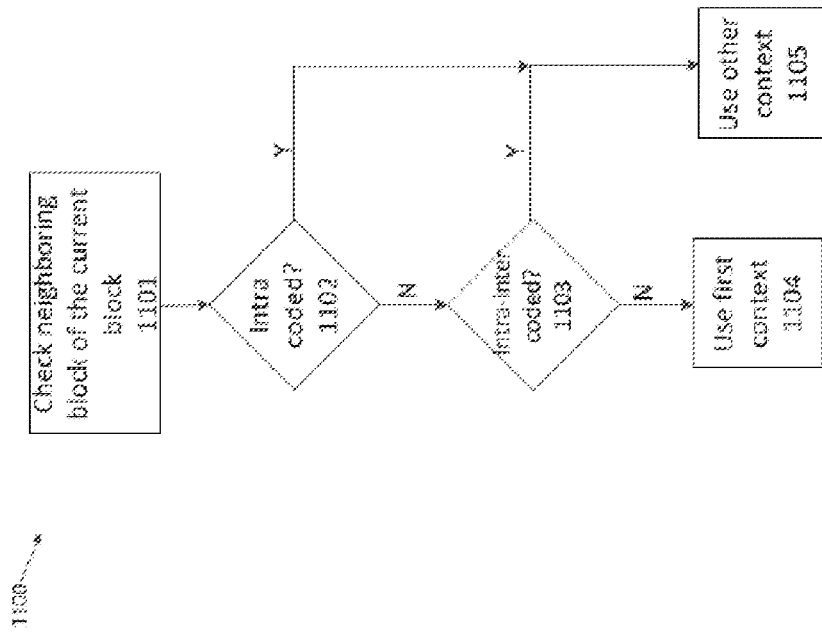 1100
Check neighboring
block of the current
block
1101
Intra
coded?
1102
Y
N
Intra-inter
coded?
1103
Y
N
Use first
context
1104
Use other
context
1105